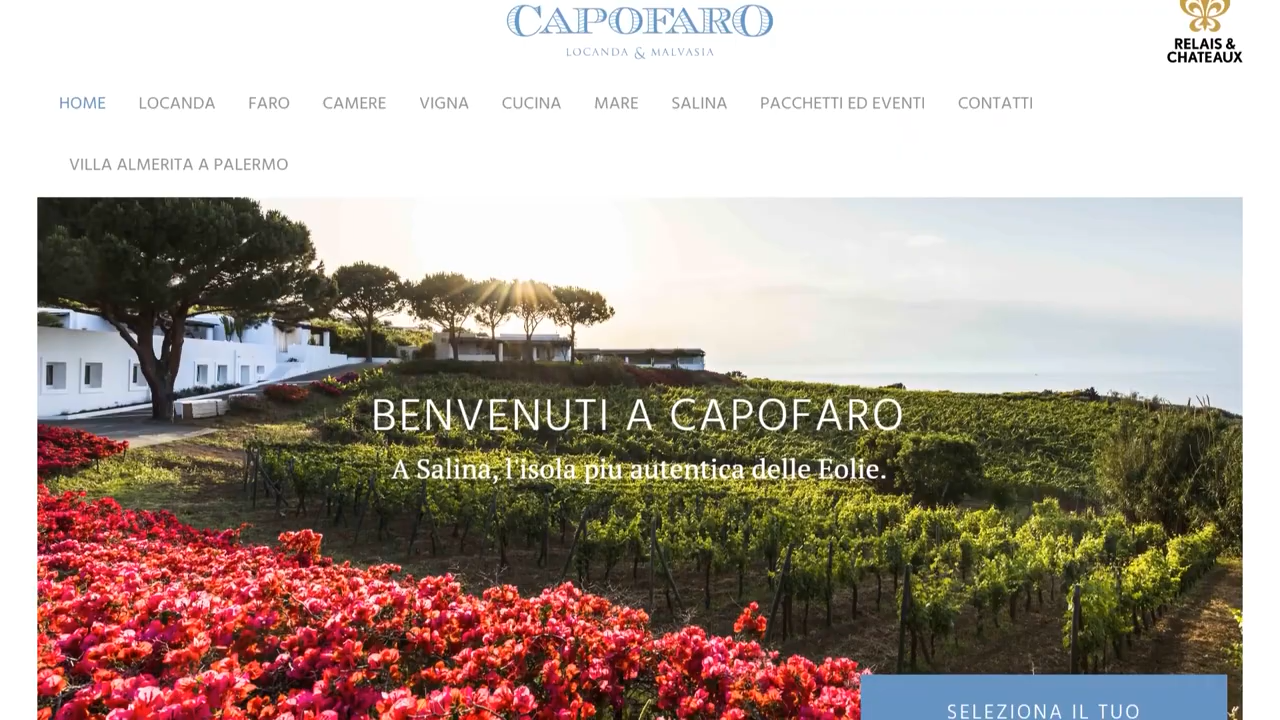 CAPOFARO
LOCANDA & MALVASIA
RELAIS &
CHATEAUX
HOME LOCANDA FARO CAMERE VIGNA CUCINA MARE SALINA PACCHETTI ED EVENTI CONTATTI
VILLA ALMERITA A PALERMO
BENVENUTI A CAPOFARO
A Salina, l'isola piu autentica delle Eolie.
SELEZIONA IL TUO